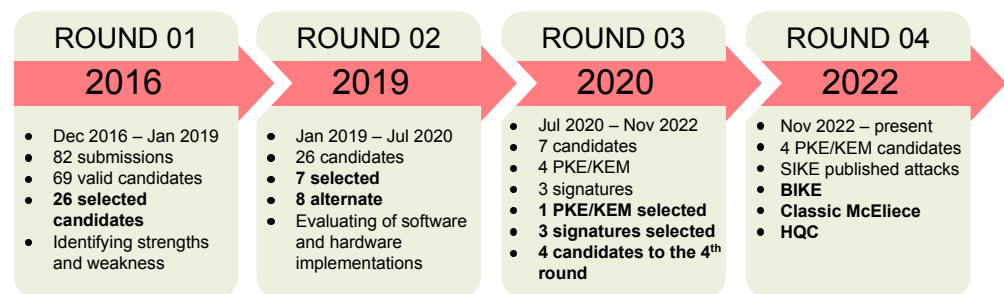 ROUND 01
2016
• Dec 2016 – Jan 2019
• 82 submissions
• 69 valid candidates
• 26 selected
candidates
• Identifying strengths
and weakness
ROUND 02
2019
• Jan 2019 – Jul 2020
• 26 candidates
• 7 selected
• 8 alternate
• Evaluating of software
and hardware
implementations
ROUND 03
2020
• Jul 2020 – Nov 2022
• 7 candidates
• 4 PKE/KEM
• 3 signatures
• 1 PKE/KEM selected
• 3 signatures selected
• 4 candidates to the 4th
round
ROUND 04
2022
• Nov 2022 – present
• 4 PKE/KEM candidates
• SIKE published attacks
• BIKE
• Classic McEliece
• HQC